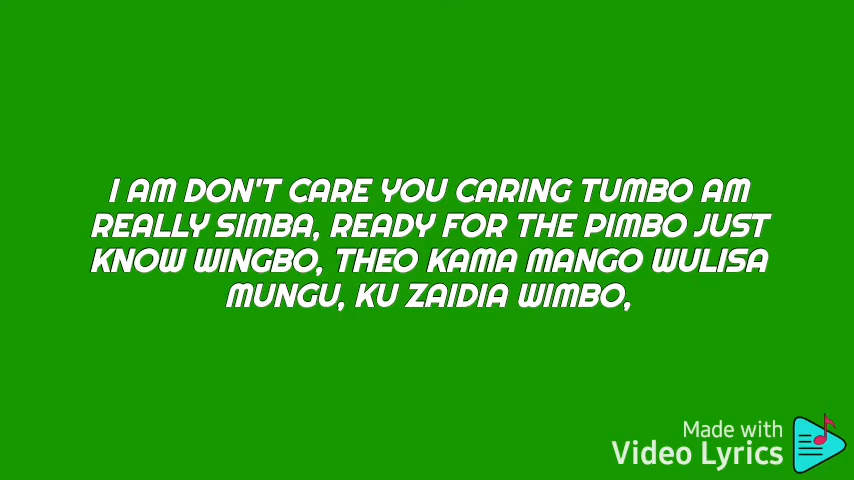 I AM DON'T CARE YOU CARING TUMBO AM
REALLY SIMBA, READY FOR THE PIMBO JUST
KNOW WINGBO, THEO KAMA MANGO WULISA
MUNGU, KU ZAIDIA WIMBO,
Made with
Video Lyrics